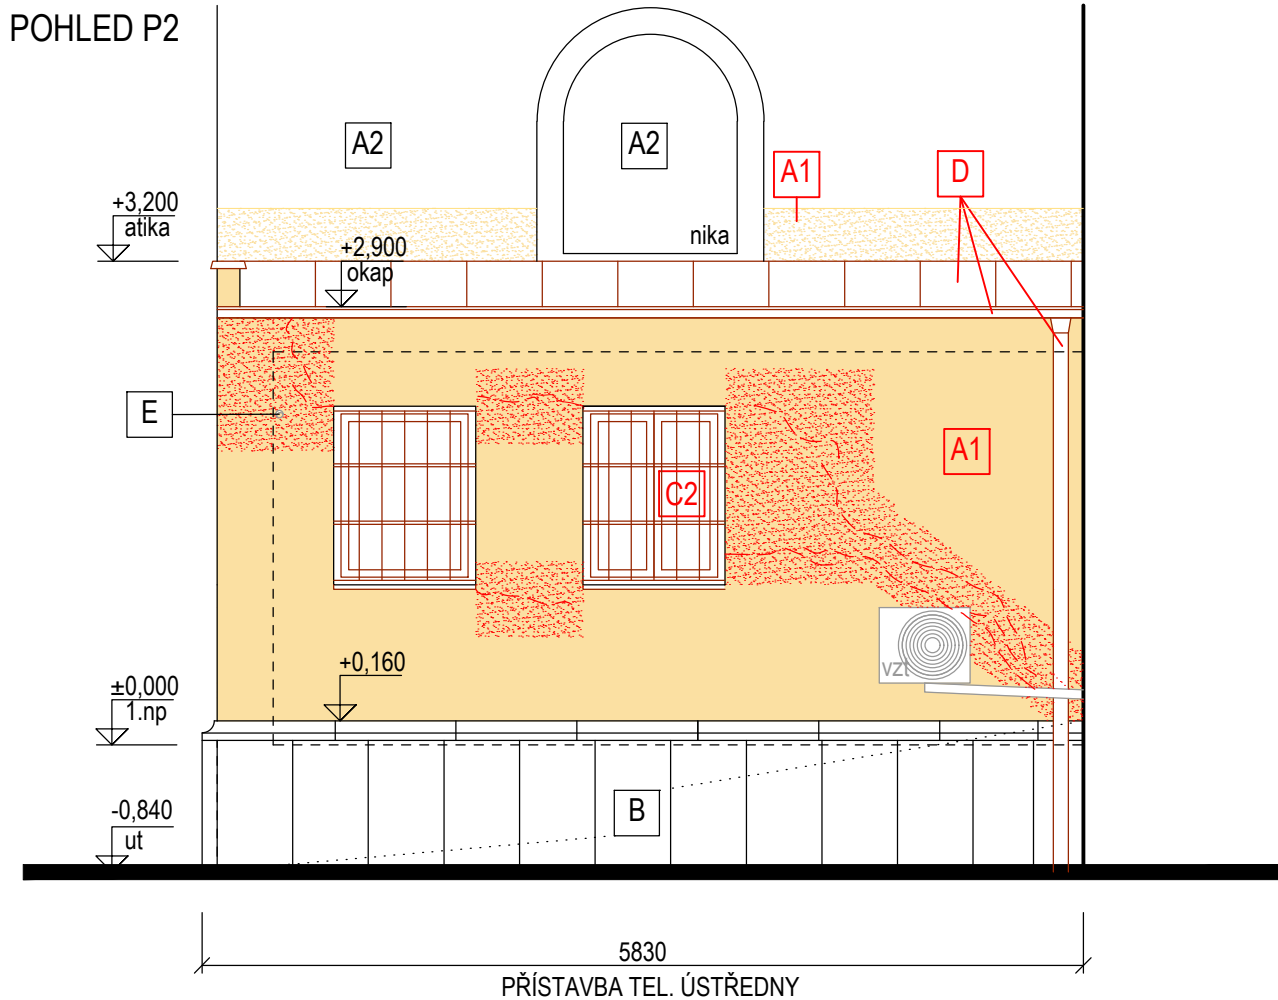 POHLED P2
A2
A2
A1
D
+3,200
atika
nika
+2,900
okap
E
A1
C2
+0,160
vzt
±0,000
1.np
-0,840
ut
B
5830
PŘÍSTAVBA TEL. ÚSTŘEDNY